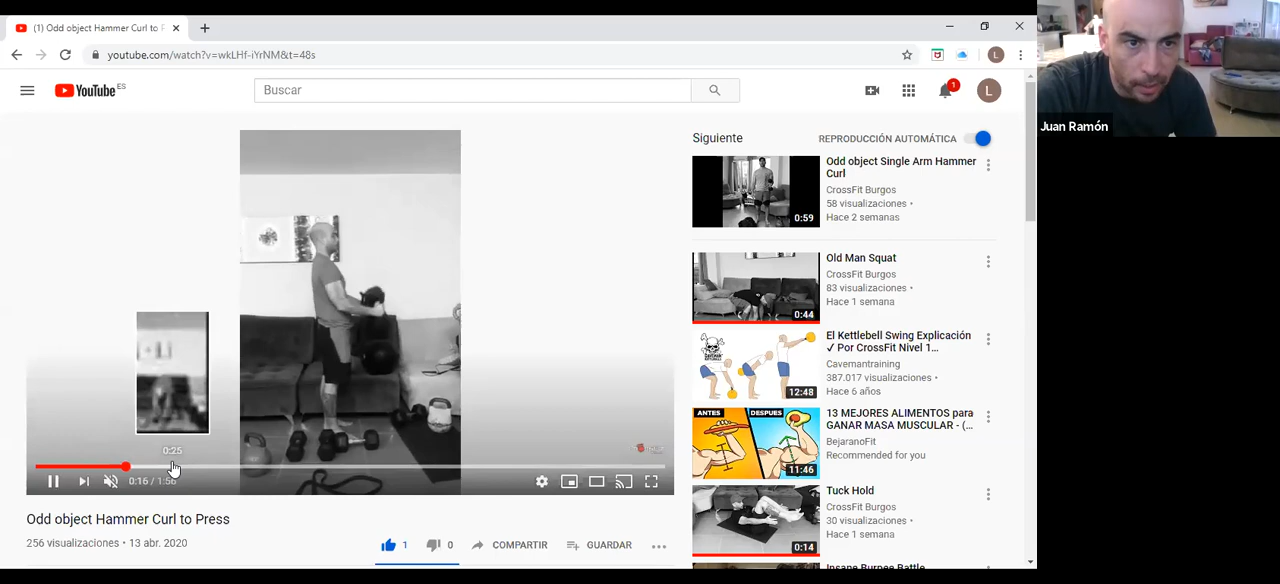 (1) Odd object Hammer Curl to P
youtube.com/watch?v=wkLHf-iYrNM&t=48s
L
YouTube ES
Buscar
1
L
Juan Ramón
Siguiente
REPRODUCCIÓN AUTOMÁTICA
Odd object Single Arm Hammer
Curl
CrossFit Burgos
58 visualizaciones •
Hace 2 semanas
0:59
Old Man Squat
CrossFit Burgos
83 visualizaciones •
Hace 1 semana
0:44
El Kettlebell Swing Explicación
✓ Por CrossFit Nivel 1...
Cavemantraining
387.017 visualizaciones •
Hace 6 años
12:48
ANTES
DESPUES
13 MEJORES ALIMENTOS para
GANAR MASA MUSCULAR - (...
BejaranoFit
Recommended for you
11:46
Tuck Hold
CrossFit Burgos
30 visualizaciones •
Hace 1 semana
0:14
Insane Burpee Battle
0:25
0:16 / 1:56
Odd object Hammer Curl to Press
256 visualizaciones • 13 abr. 2020
1
0
COMPARTIR
GUARDAR